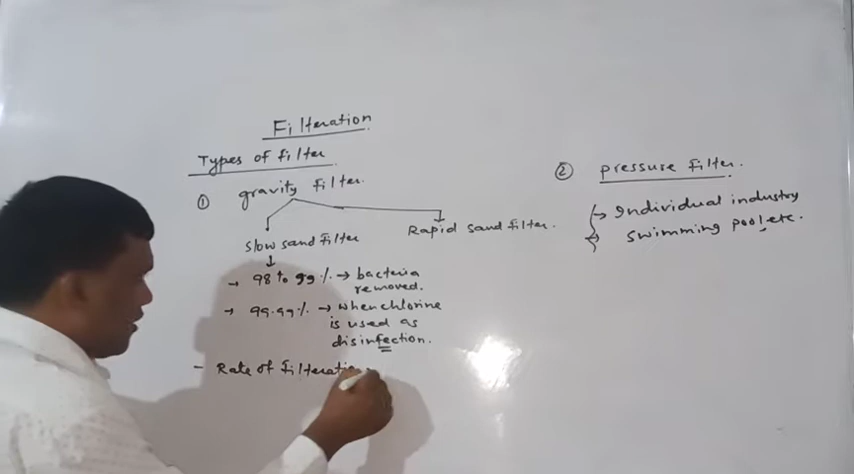 Filteration
Types of filter
① gravity filter.
Slow sand filter
Rapid sand filter.
→ 98 to 99 % → bacteria
removed.
→ 99.99 % → when chlorine
is used as
disinfection.
- Rate of filteratio
② pressure filter.
→ Individual industry
→ swimming pool, etc.